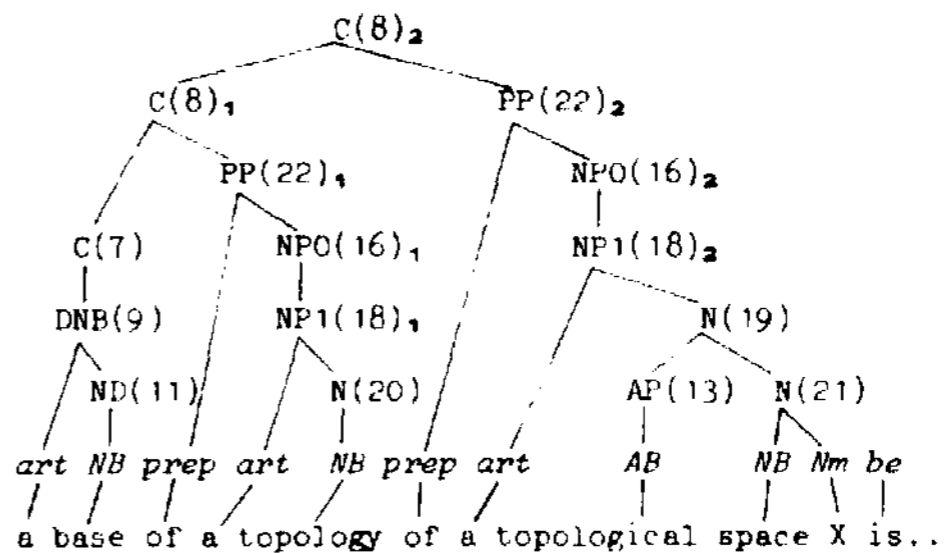 C(8)₂
C(8)₁ PP(22)₂
PP(22)₁ NPO(16)₂
C(7) NPO(16)₁ NP1(18)₂
DNB(9) NP1(18)₁ N(19)
ND(11) N(20) AP(13) N(21)
art NB prep art NB prep art AB NB Nm be
a base of a topology of a topological space X is..